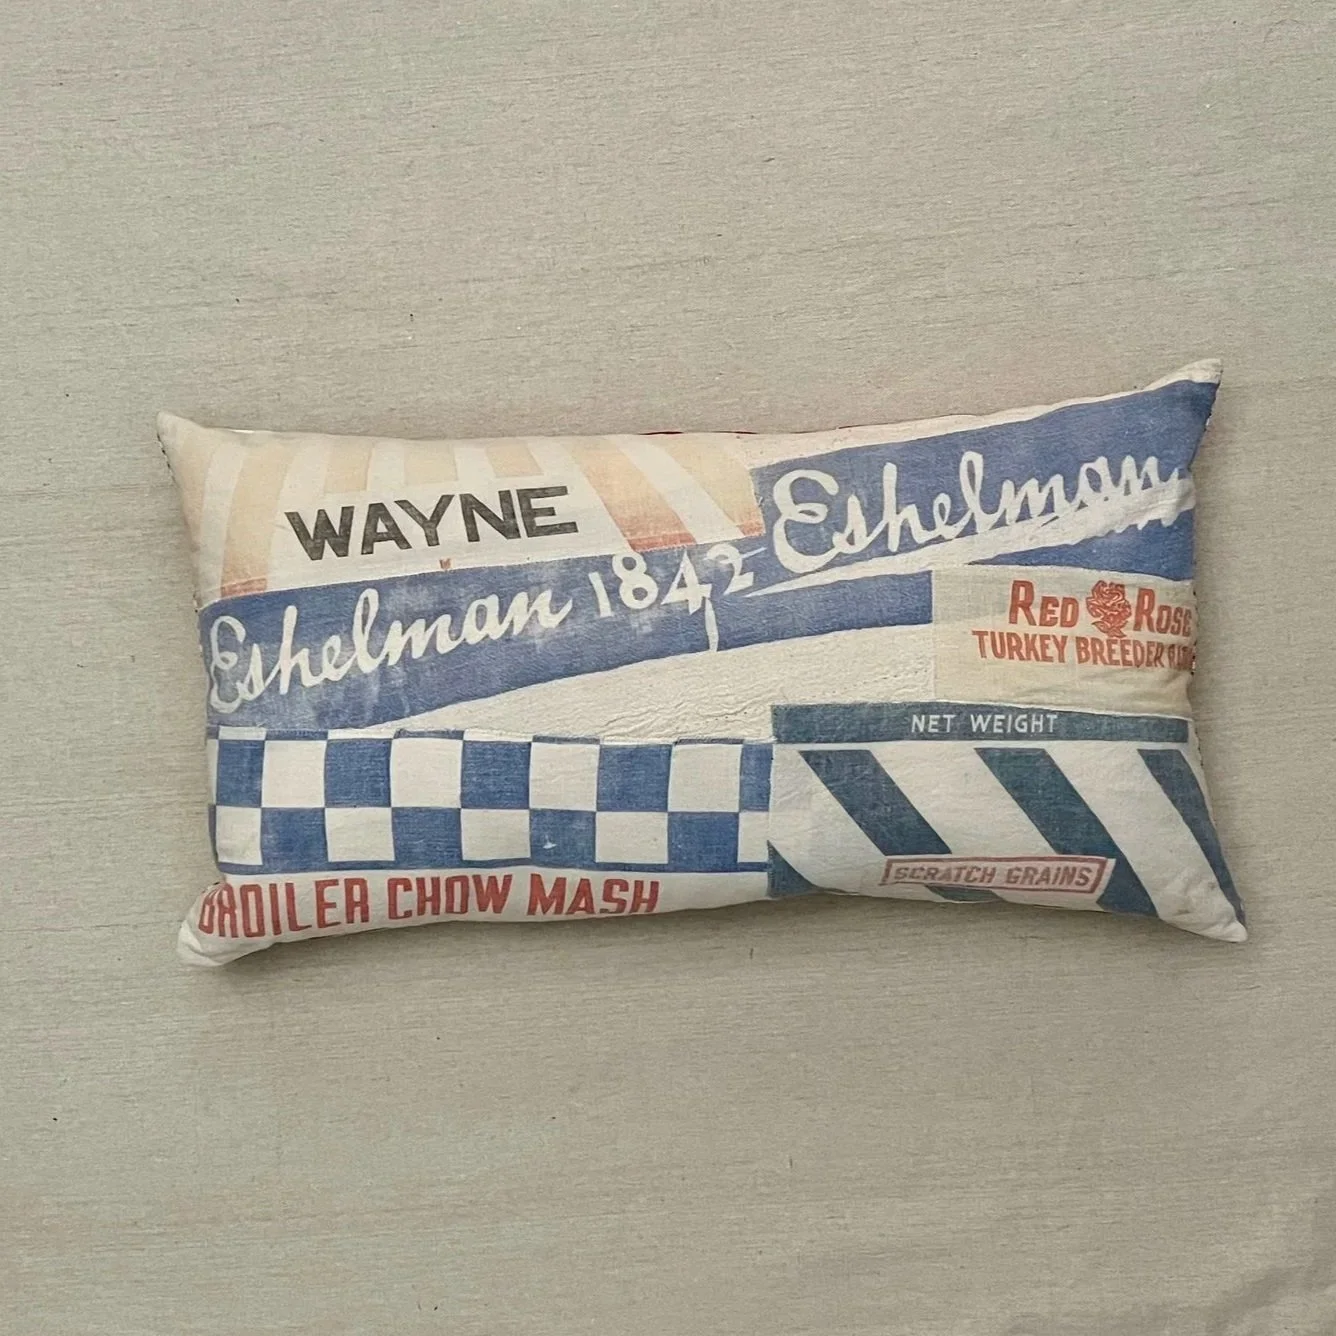 WAYNE
Eshelman 1842 Eshelman
RED ROSE
TURKEY BREEDER
NET WEIGHT
BROILER CHOW MASH
SCRATCH GRAINS